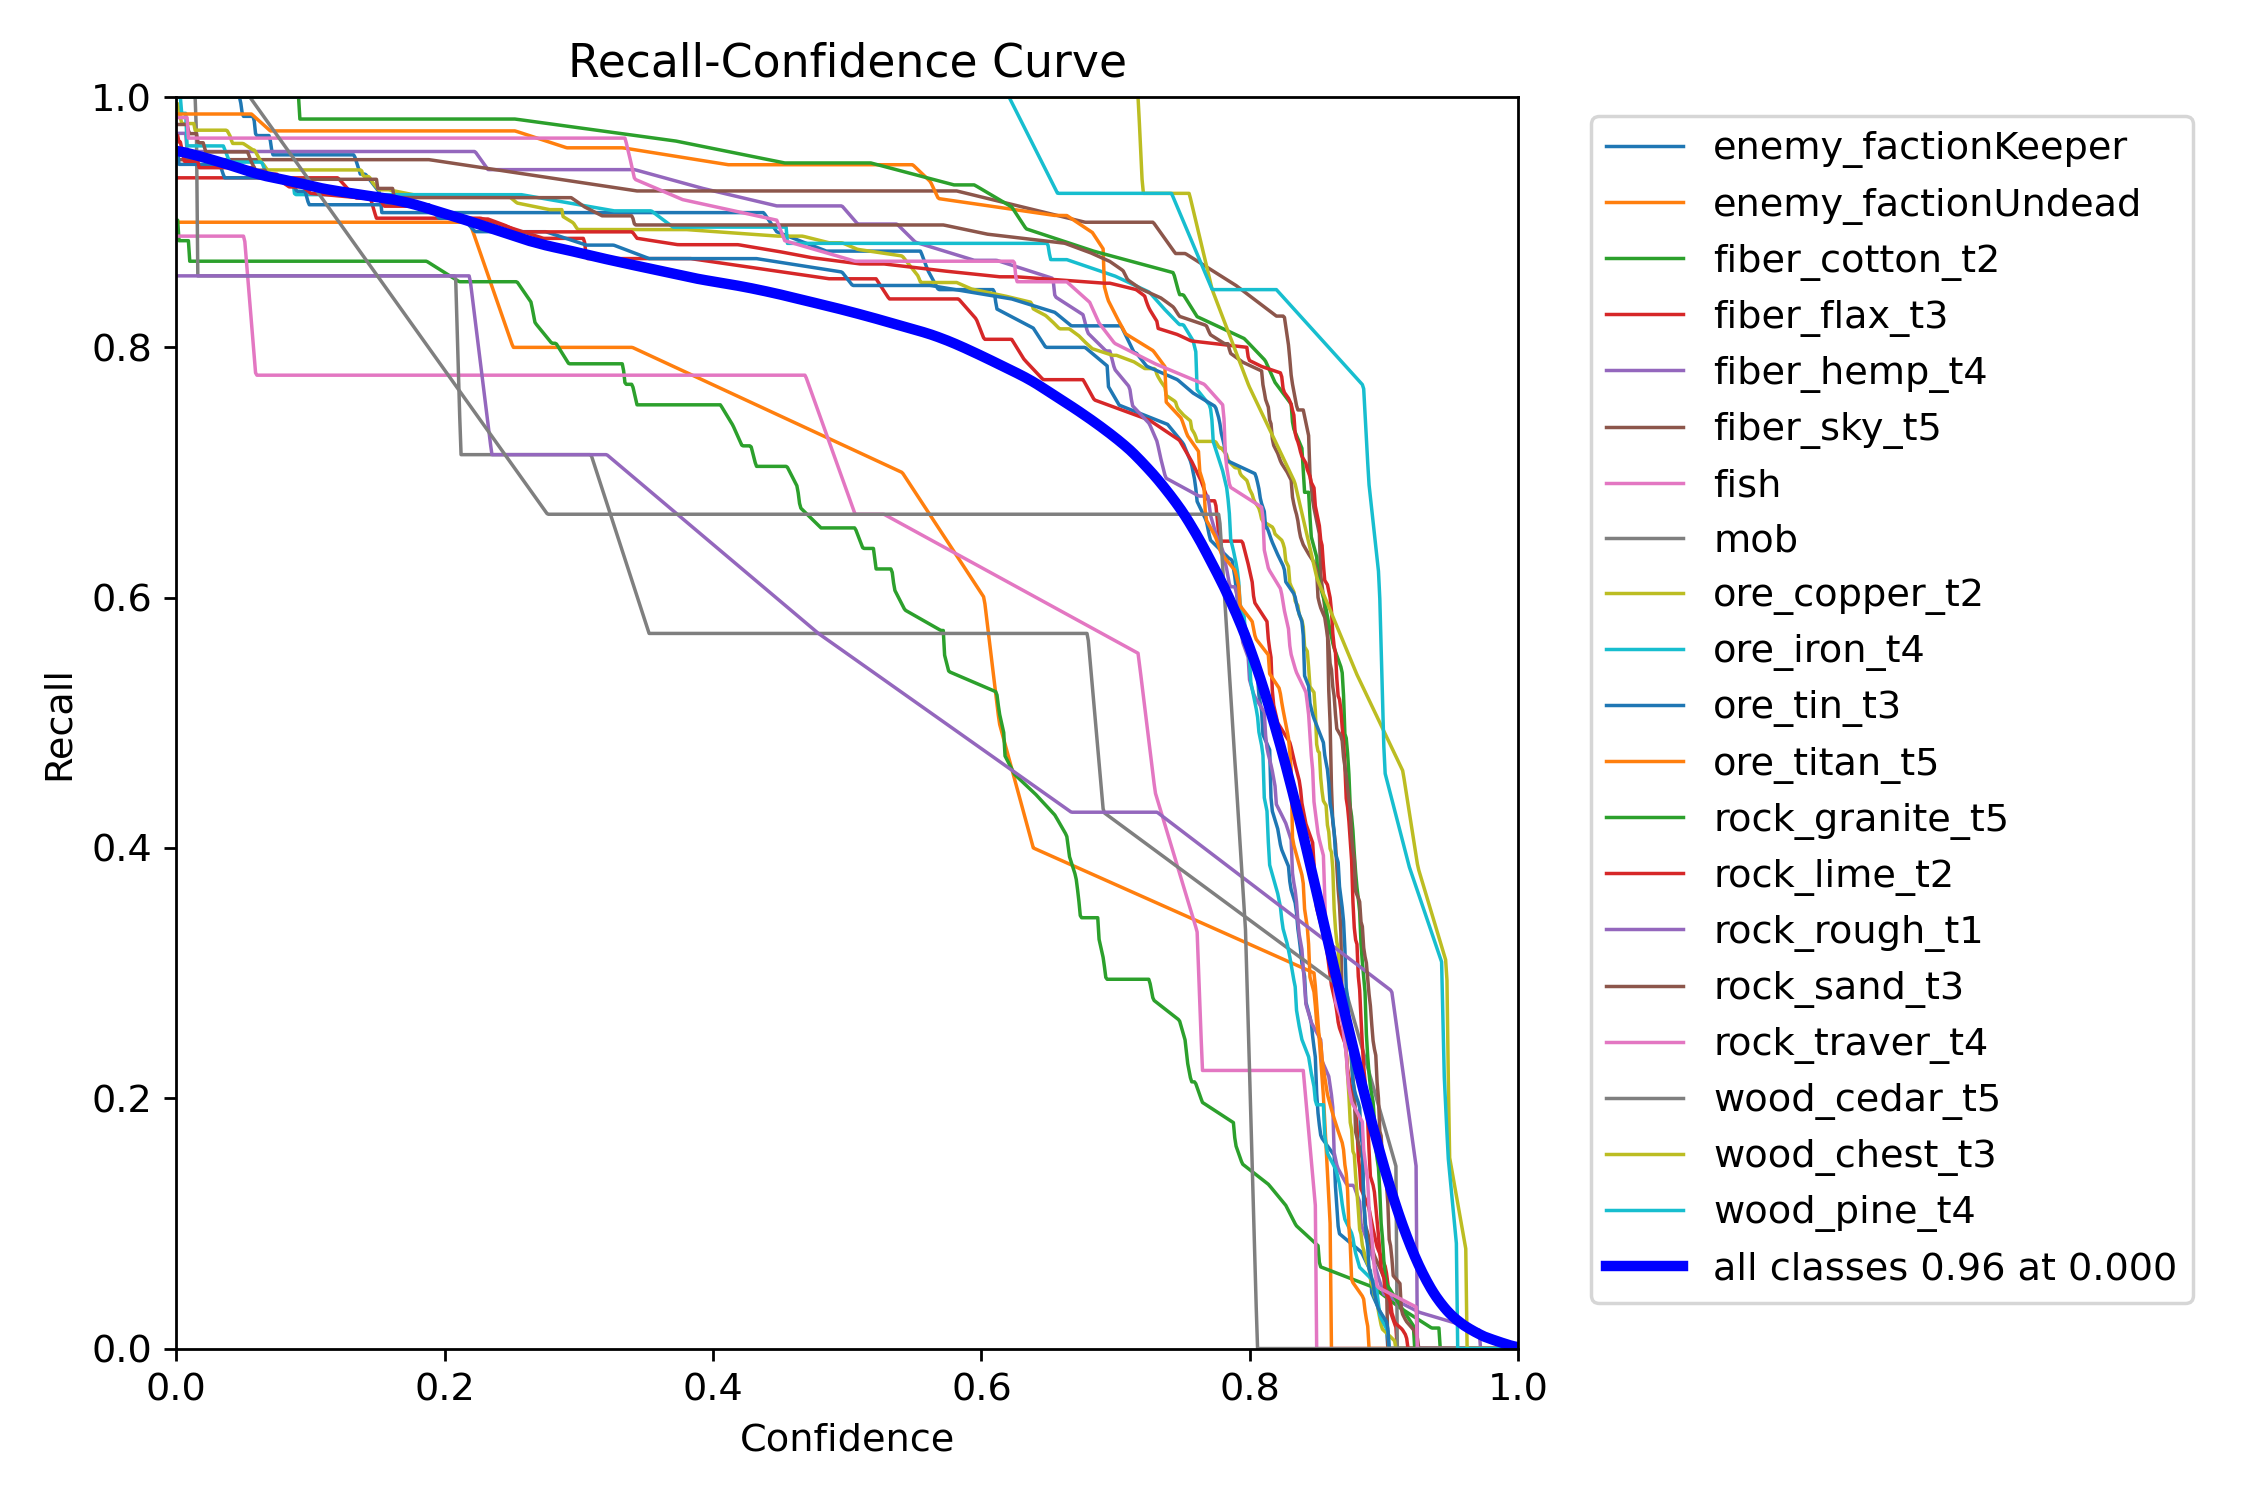 Recall-Confidence Curve
1.0
0.8
0.6
0.4
0.2
0.0
Recall
0.0 0.2 0.4 0.6 0.8 1.0
Confidence
enemy_factionKeeper
enemy_factionUndead
fiber_cotton_t2
fiber_flax_t3
fiber_hemp_t4
fiber_sky_t5
fish
mob
ore_copper_t2
ore_iron_t4
ore_tin_t3
ore_titan_t5
rock_granite_t5
rock_lime_t2
rock_rough_t1
rock_sand_t3
rock_traver_t4
wood_cedar_t5
wood_chest_t3
wood_pine_t4
all classes 0.96 at 0.000